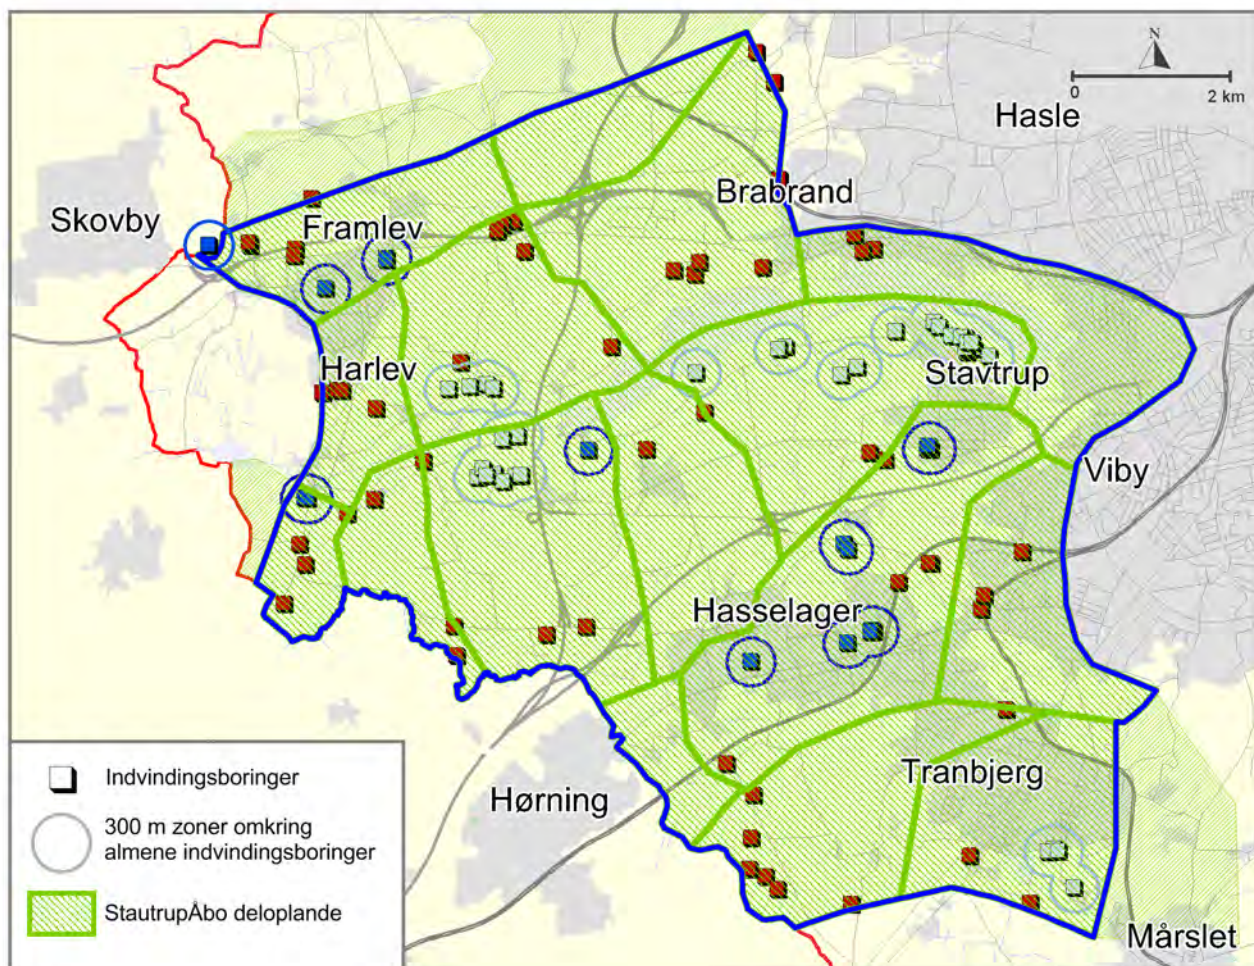 N
0 2 km
Hasle
Brabrand
Skovby
Framlev
Harlev
Stavtrup
Viby
Hasselager
Tranbjerg
Hørning
Mårslet
Indvindingsboringer
300 m zoner omkring
almene indvindingsboringer
StautrupÅbo deloplande